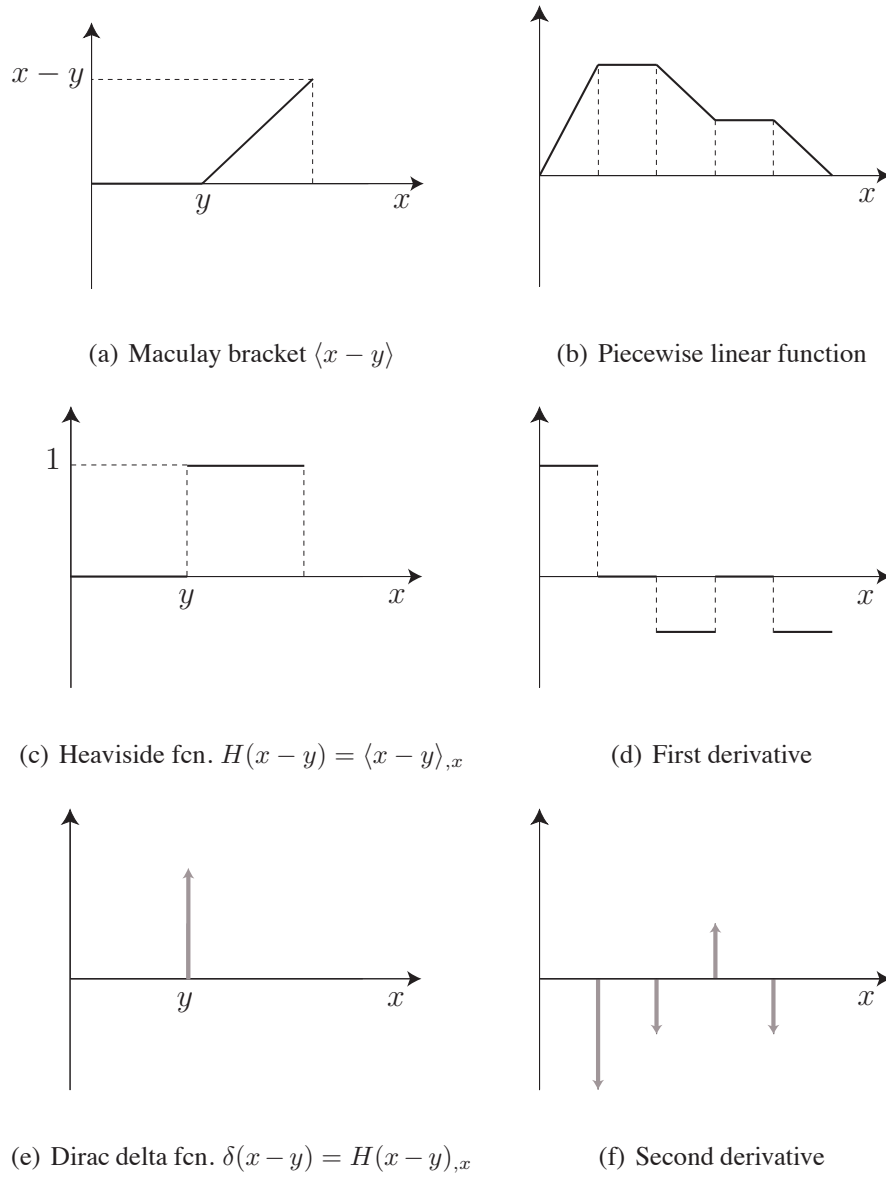 x − y
y
x
x
(a) Maculay bracket ⟨x − y⟩
(b) Piecewise linear function
1
y
x
x
(c) Heaviside fcn. H(x − y) = ⟨x − y⟩,x
(d) First derivative
y
x
x
(e) Dirac delta fcn. δ(x − y) = H(x − y),x
(f) Second derivative